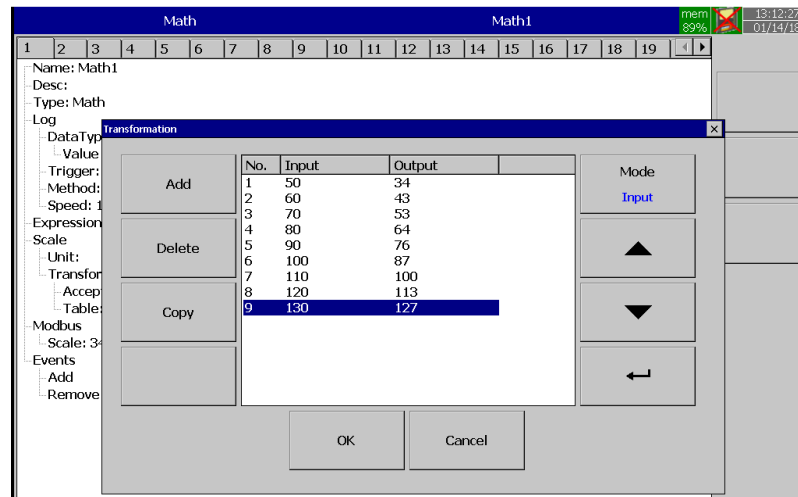 Math Math1 mem 89% 13:12:27 01/14/18
1 2 3 4 5 6 7 8 9 10 11 12 13 14 15 16 17 18 19
Name: Math1
Desc:
Type: Math
Log
DataTyp
Value
Trigger:
Method:
Speed: 1
Expression
Scale
Unit:
Transfor
Accep
Table:
Modbus
Scale: 34
Events
Add
Remove
Transformation
Add
Delete
Copy
No. Input Output
1 50 34
2 60 43
3 70 53
4 80 64
5 90 76
6 100 87
7 110 100
8 120 113
9 130 127
Mode
Input
OK Cancel